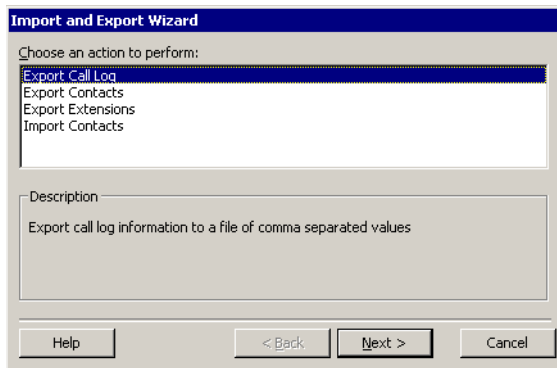 Import and Export Wizard
Choose an action to perform:
Export Call Log
Export Contacts
Export Extensions
Import Contacts
Description
Export call log information to a file of comma separated values
Help
< Back
Next >
Cancel